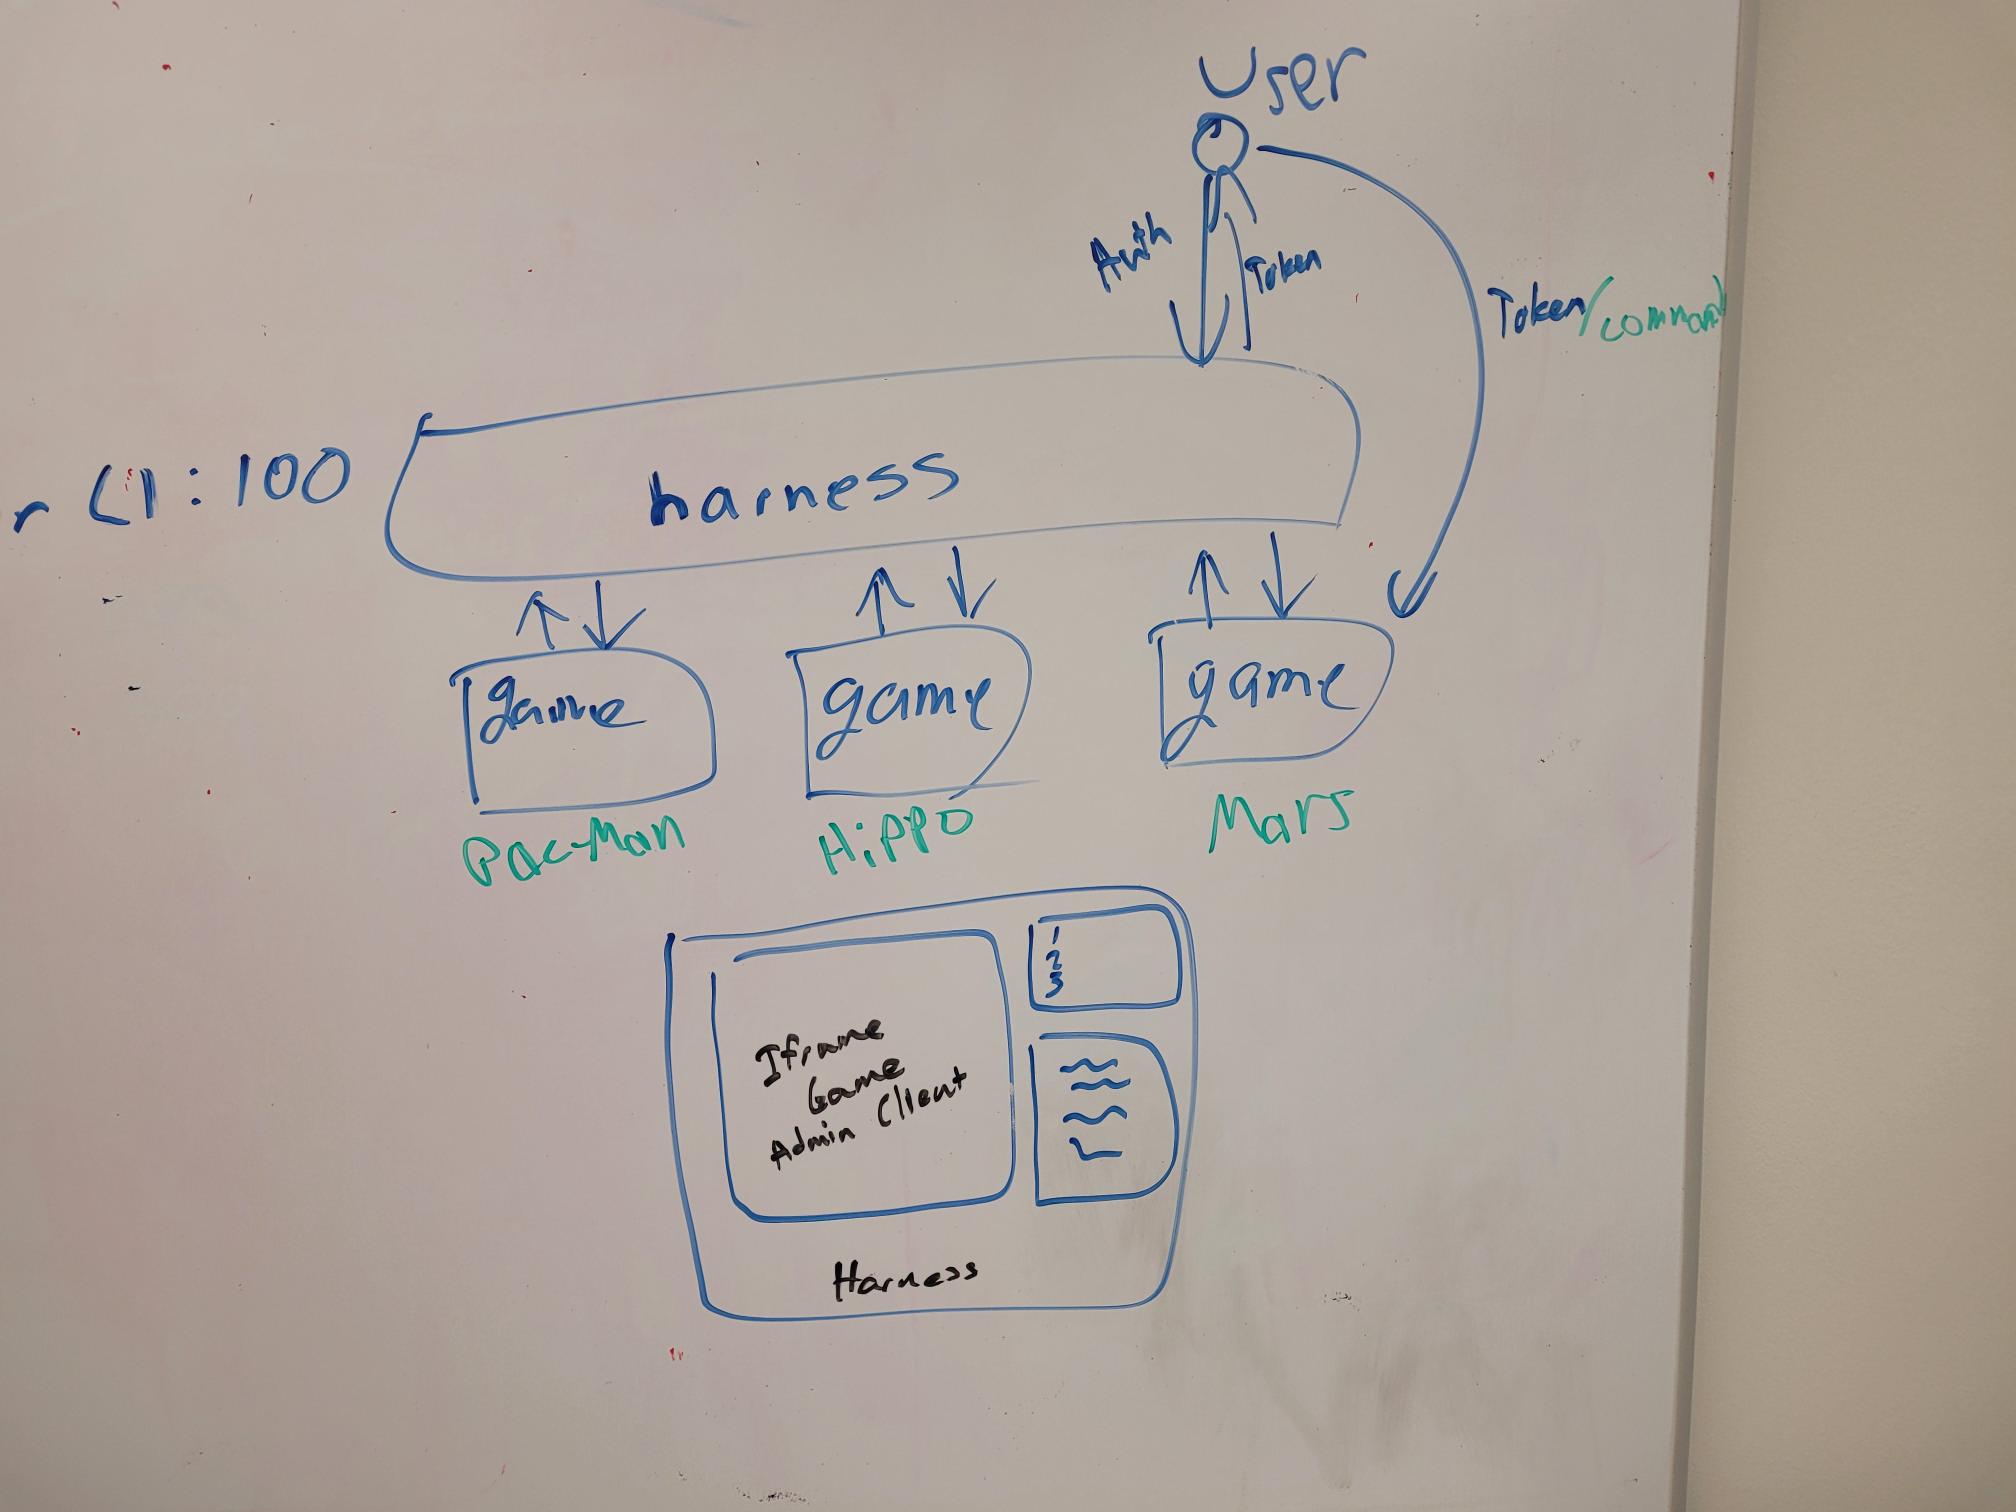 User
Auth
Token
Token/command
r (1:100
harness
game
game
game
Pac-Man
Hippo
Mars
Iframe
Game
Admin Client
1
2
3
Harness